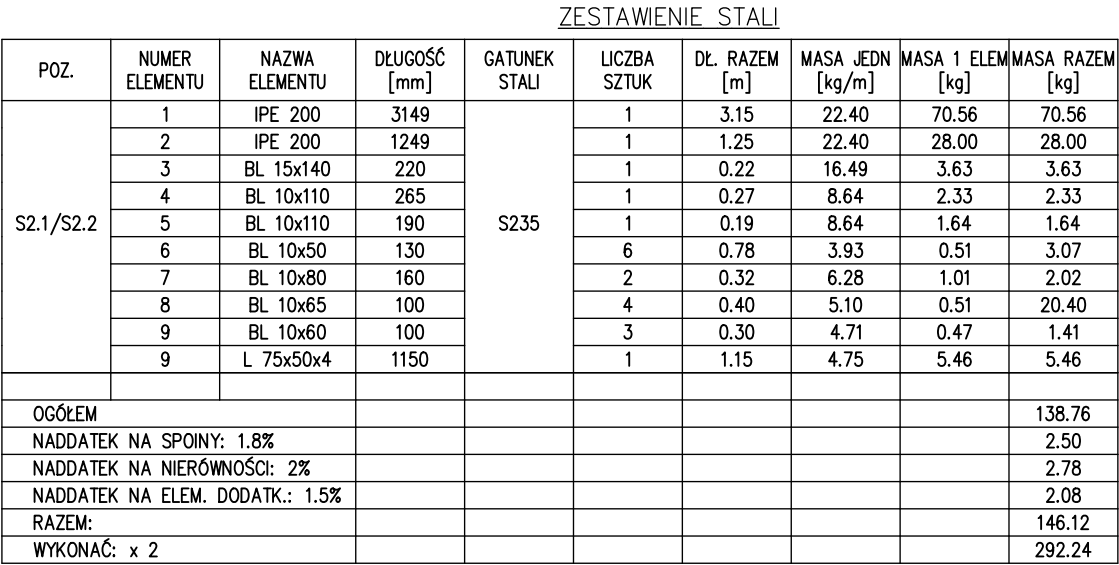 ZESTAWIENIE STALI
POZ. NUMER ELEMENTU NAZWA ELEMENTU DŁUGOŚĆ [mm] GATUNEK STALI LICZBA SZTUK DŁ. RAZEM [m] MASA JEDN [kg/m] MASA 1 ELEM [kg] MASA RAZEM [kg]
1 IPE 200 3149 1 3.15 22.40 70.56 70.56
2 IPE 200 1249 1 1.25 22.40 28.00 28.00
3 BL 15x140 220 1 0.22 16.49 3.63 3.63
4 BL 10x110 265 1 0.27 8.64 2.33 2.33
S2.1/S2.2 5 BL 10x110 190 S235 1 0.19 8.64 1.64 1.64
6 BL 10x50 130 6 0.78 3.93 0.51 3.07
7 BL 10x80 160 2 0.32 6.28 1.01 2.02
8 BL 10x65 100 4 0.40 5.10 0.51 20.40
9 BL 10x60 100 3 0.30 4.71 0.47 1.41
9 L 75x50x4 1150 1 1.15 4.75 5.46 5.46
OGÓŁEM 138.76
NADDATEK NA SPOINY: 1.8% 2.50
NADDATEK NA NIERÓWNOŚCI: 2% 2.78
NADDATEK NA ELEM. DODATK.: 1.5% 2.08
RAZEM: 146.12
WYKONAĆ: x 2 292.24